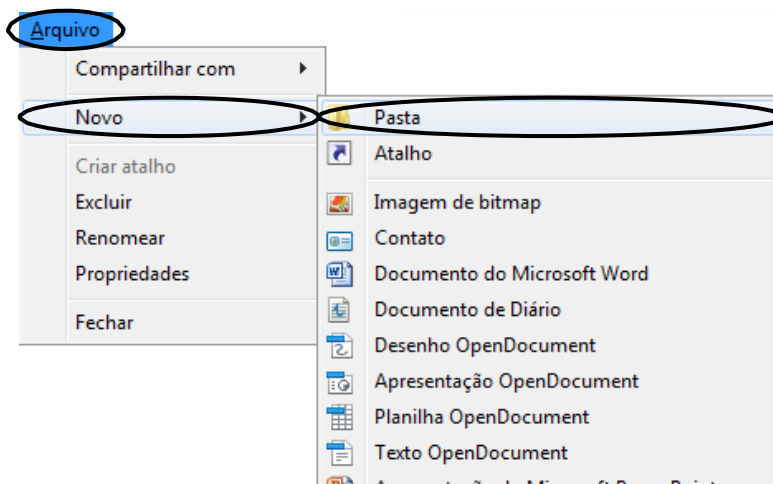 Arquivo
Compartilhar com
Novo
Criar atalho
Excluir
Renomear
Propriedades
Fechar
Pasta
Atalho
Imagem de bitmap
Contato
Documento do Microsoft Word
Documento de Diário
Desenho OpenDocument
Apresentação OpenDocument
Planilha OpenDocument
Texto OpenDocument